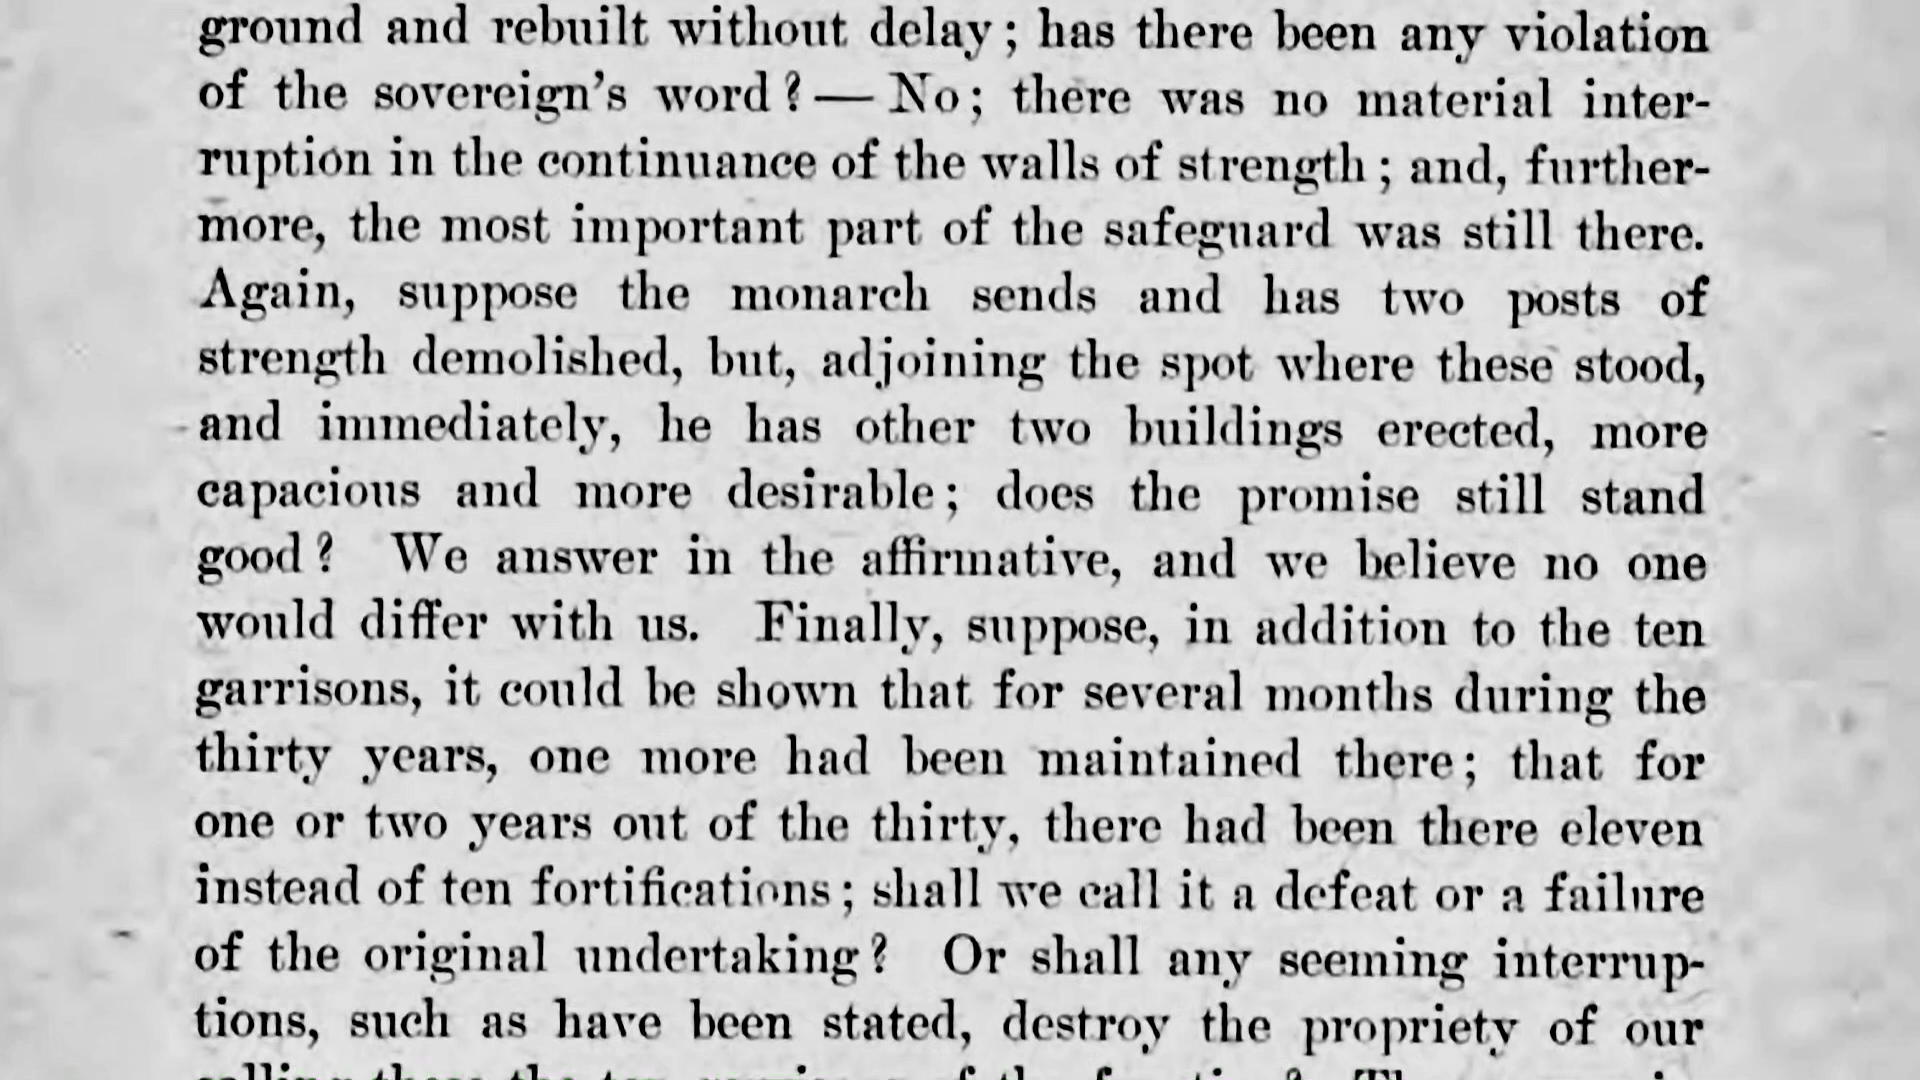 ground and rebuilt without delay; has there been any violation
of the sovereign's word? — No; there was no material inter-
ruption in the continuance of the walls of strength; and, further-
more, the most important part of the safeguard was still there.
Again, suppose the monarch sends and has two posts of
strength demolished, but, adjoining the spot where these stood,
and immediately, he has other two buildings erected, more
capacious and more desirable; does the promise still stand
good? We answer in the affirmative, and we believe no one
would differ with us. Finally, suppose, in addition to the ten
garrisons, it could be shown that for several months during the
thirty years, one more had been maintained there; that for
one or two years out of the thirty, there had been there eleven
instead of ten fortifications; shall we call it a defeat or a failure
of the original undertaking? Or shall any seeming interrup-
tions, such as have been stated, destroy the propriety of our